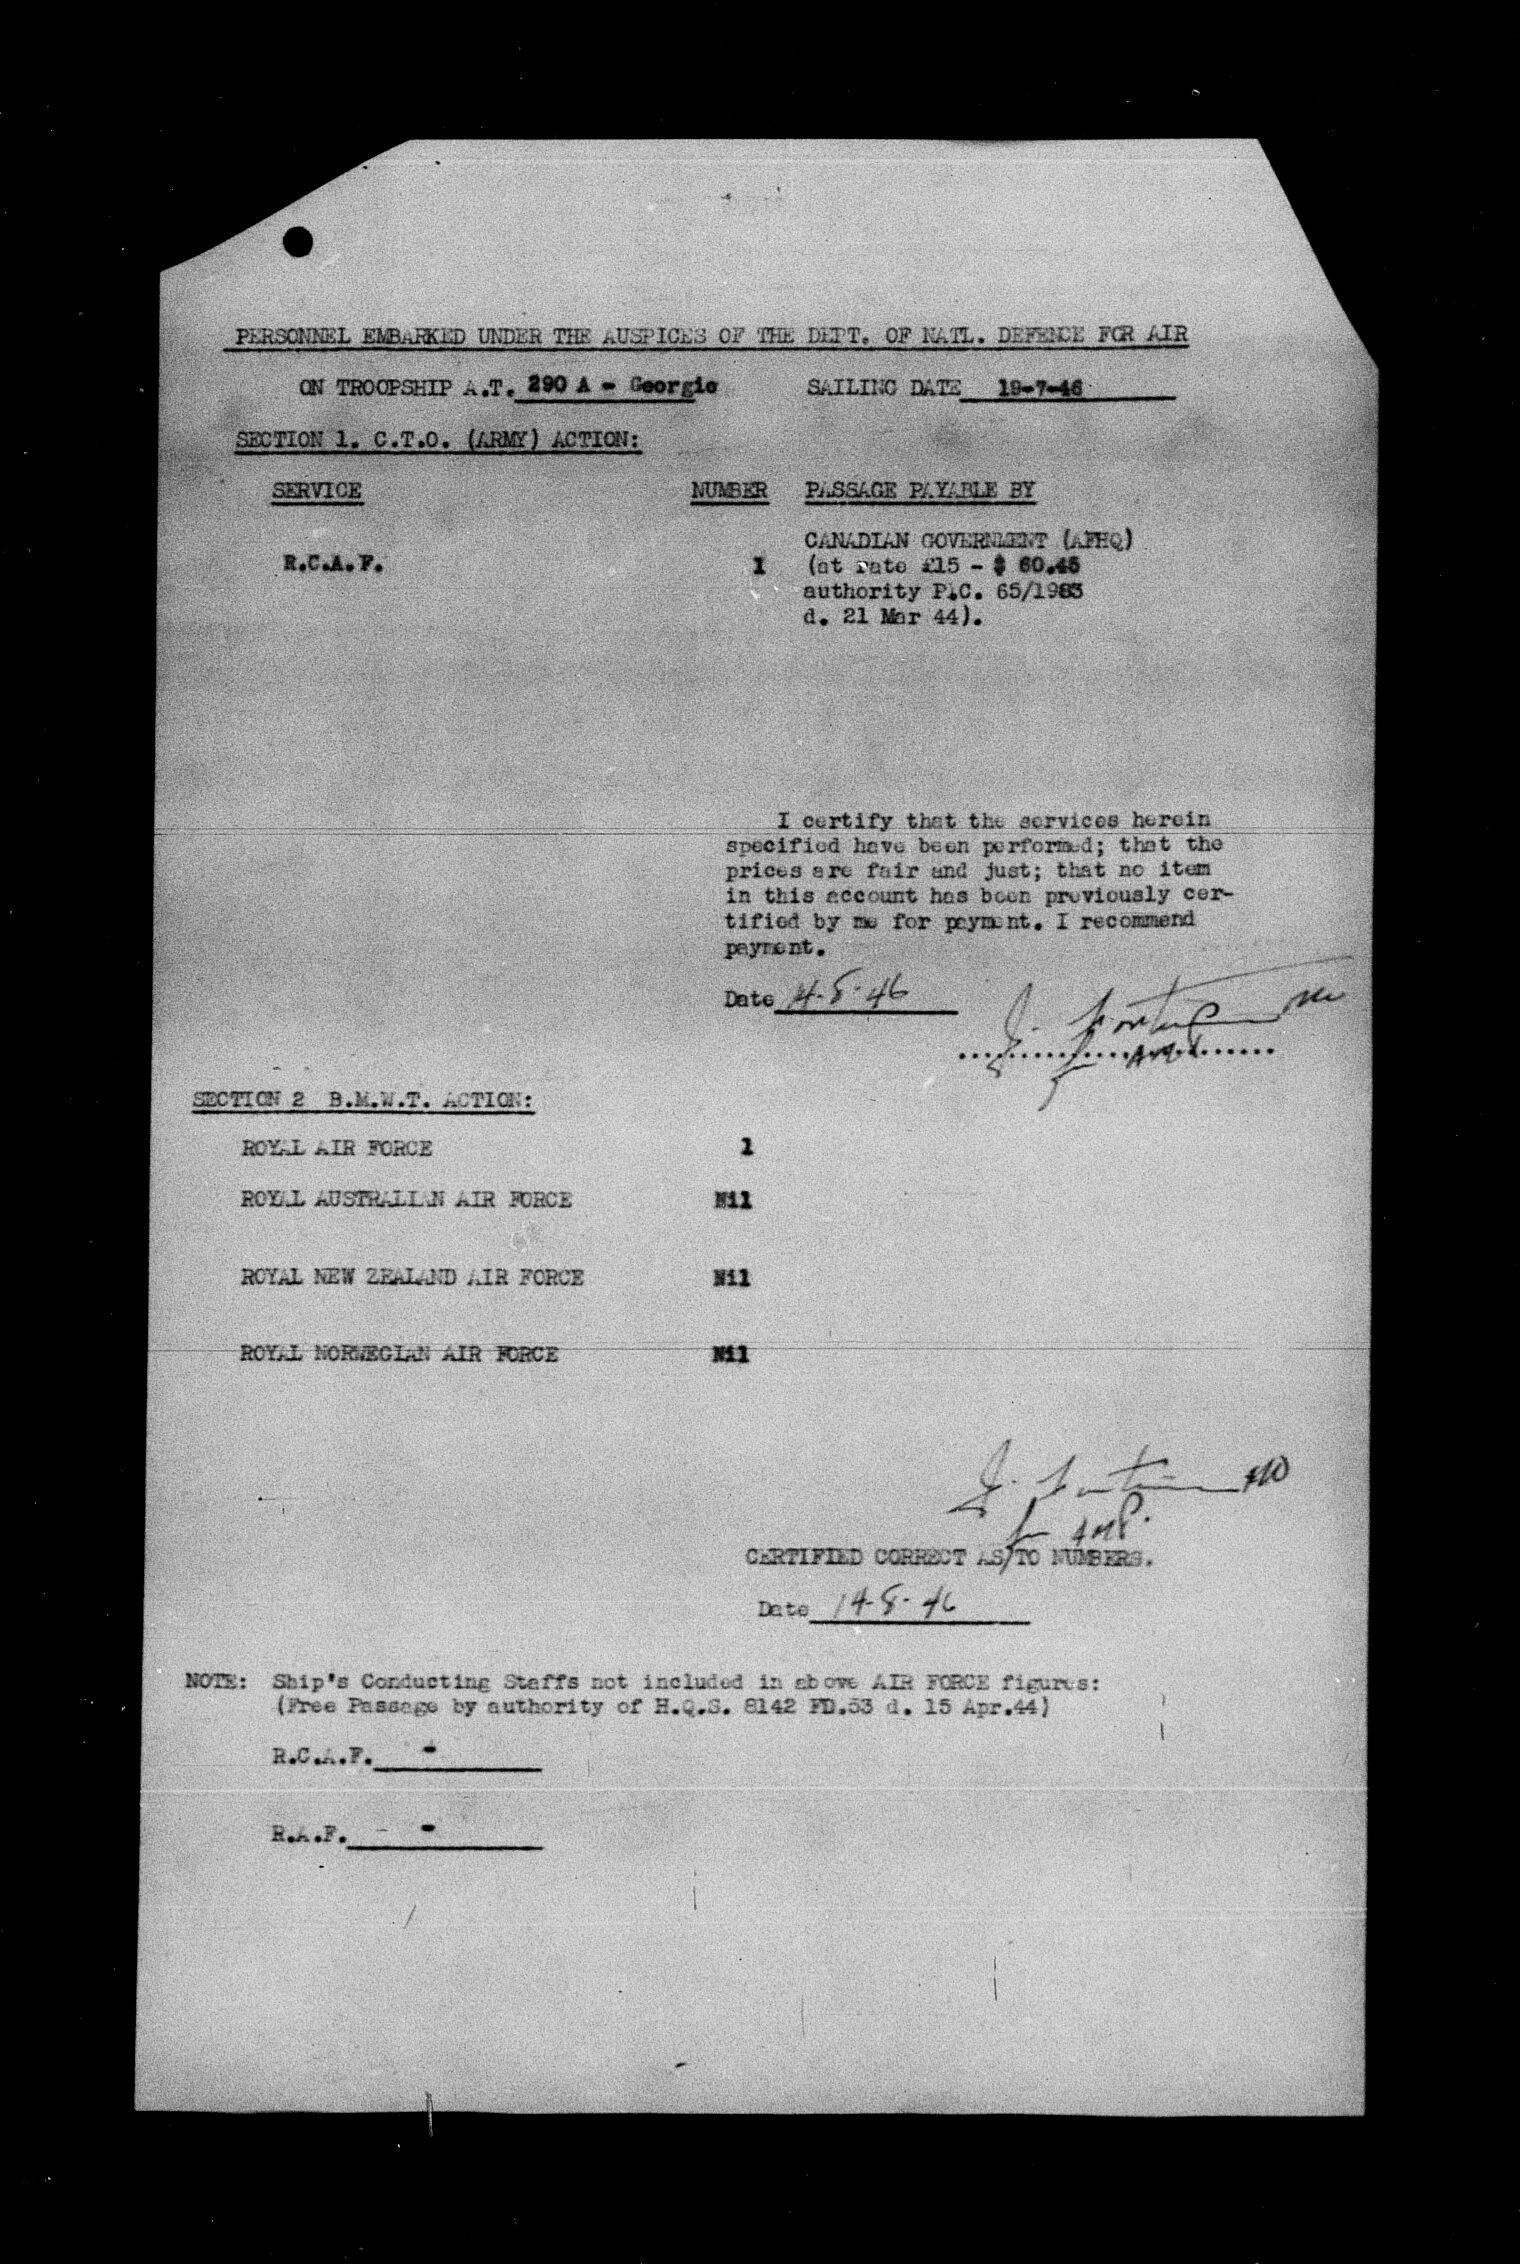 PERSONNEL EMBARKED UNDER THE AUSPICES OF THE DEPT. OF NATL. DEFENCE FOR AIR
ON TROOPSHIP A.T. 290 A - Georgic SAILING DATE 19-7-46
SECTION 1. C.T.O. (ARMY) ACTION:
SERVICE NUMBER PASSAGE PAYABLE BY
CANADIAN GOVERNMENT (AFHQ)
R.C.A.F. 1 (at rate £15 - $ 60.45
authority P.C. 65/1983
d. 21 Mar 44).
I certify that the services herein
specified have been performed; that the
prices are fair and just; that no item
in this account has been previously cer-
tified by me for payment. I recommend
payment.
Date 14-8-46
SECTION 2 B.M.W.T. ACTION:
ROYAL AIR FORCE 1
ROYAL AUSTRALIAN AIR FORCE Nil
ROYAL NEW ZEALAND AIR FORCE Nil
ROYAL NORWEGIAN AIR FORCE Nil
CERTIFIED CORRECT AS TO NUMBERS.
Date 14-8-46
NOTE: Ship's Conducting Staffs not included in above AIR FORCE figures:
(Free Passage by authority of H.Q.S. 8142 FD.53 d. 15 Apr.44)
R.C.A.F. -
R.A.F. - -